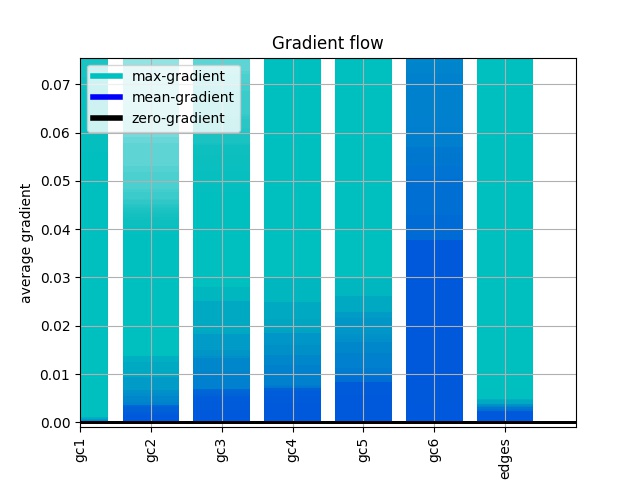 Gradient flow
max-gradient
mean-gradient
zero-gradient
average gradient
0.07
0.06
0.05
0.04
0.03
0.02
0.01
0.00
gc1
gc2
gc3
gc4
gc5
gc6
edges